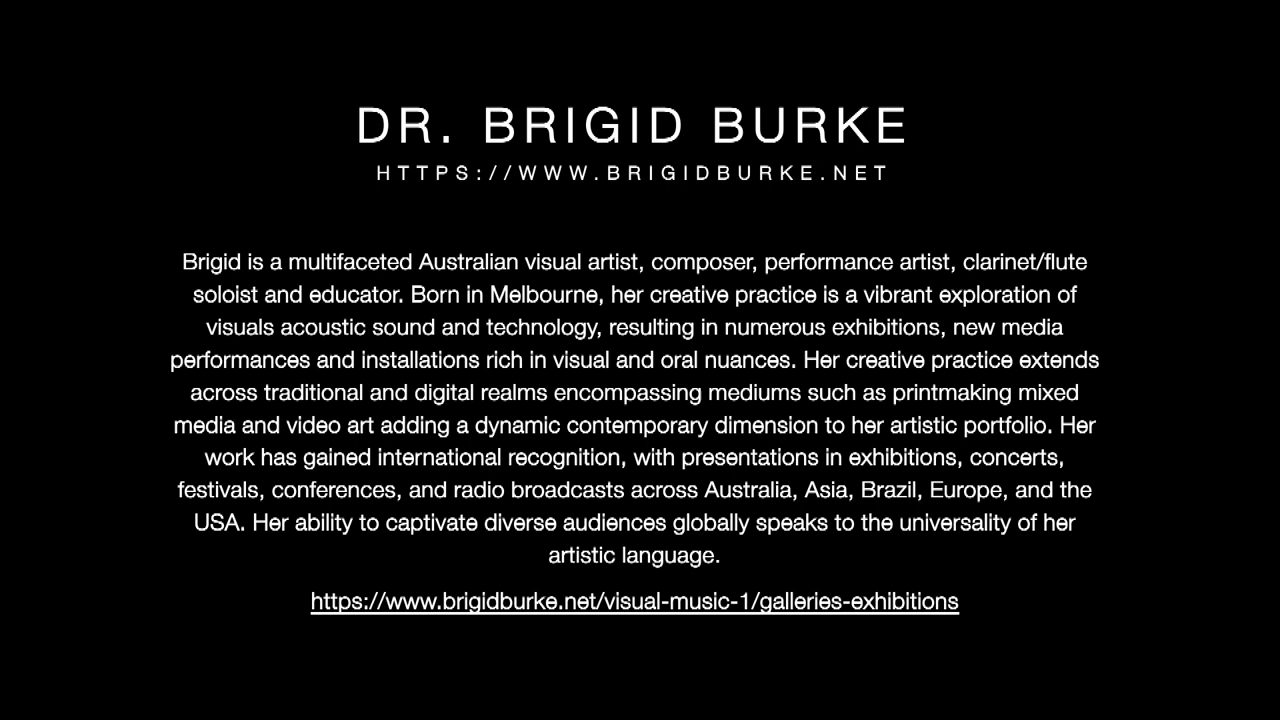 DR. BRIGID BURKE
HTTPS://WWW.BRIGIDBURKE.NET
Brigid is a multifaceted Australian visual artist, composer, performance artist, clarinet/flute
soloist and educator. Born in Melbourne, her creative practice is a vibrant exploration of
visuals acoustic sound and technology, resulting in numerous exhibitions, new media
performances and installations rich in visual and oral nuances. Her creative practice extends
across traditional and digital realms encompassing mediums such as printmaking mixed
media and video art adding a dynamic contemporary dimension to her artistic portfolio. Her
work has gained international recognition, with presentations in exhibitions, concerts,
festivals, conferences, and radio broadcasts across Australia, Asia, Brazil, Europe, and the
USA. Her ability to captivate diverse audiences globally speaks to the universality of her
artistic language.
https://www.brigidburke.net/visual-music-1/galleries-exhibitions